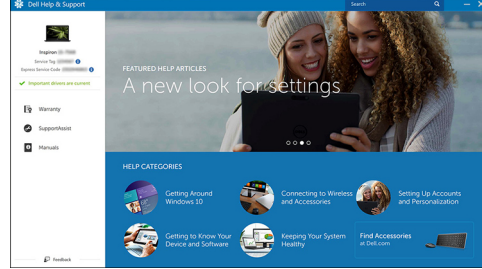 Dell Help & Support
Search
Inspiron
Service Tag
Express Service Code
Important drivers are current
Warranty
SupportAssist
Manuals
Feedback
FEATURED HELP ARTICLES
A new look for settings
HELP CATEGORIES
Getting Around
Windows 10
Connecting to Wireless
and Accessories
Setting Up Accounts
and Personalization
Getting to Know Your
Device and Software
Keeping Your System
Healthy
Find Accessories
at Dell.com